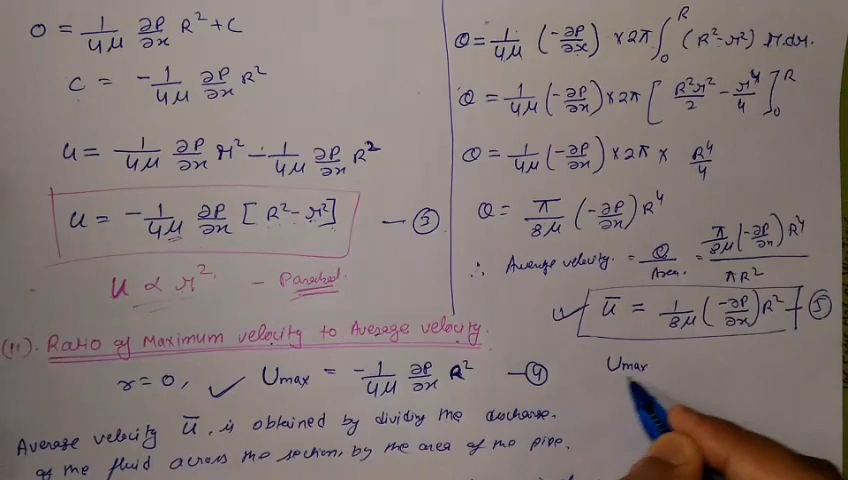 0 = 1/4μ ∂P/∂x R² + C
C = -1/4μ ∂P/∂x R²
u = 1/4μ ∂P/∂x r² - 1/4μ ∂P/∂x R²
u = -1/4μ ∂P/∂x [R² - r²] — ③
u ∝ r² - Parabol.
(11). Ratio of Maximum velocity to Average velocity.
r = 0, ✓ Umax = -1/4μ ∂P/∂x R² — ④
Average velocity ū, is obtained by dividing the discharge.
of the fluid across the section, by the area of the pipe.
Q = 1/4μ (-∂P/∂x) × 2π ∫₀ᴿ (R² - r²) r.dr.
Q = 1/4μ (-∂P/∂x) × 2π [R²r²/2 - r⁴/4]₀ᴿ
Q = 1/4μ (-∂P/∂x) × 2π × R⁴/4
Q = π/8μ (-∂P/∂x) R⁴
∴ Average velocity. = Q/Area. = π/8μ (-∂P/∂x) R⁴ / πR²
✓ ū = 1/8μ (-∂P/∂x) R² — ⑤
Umax